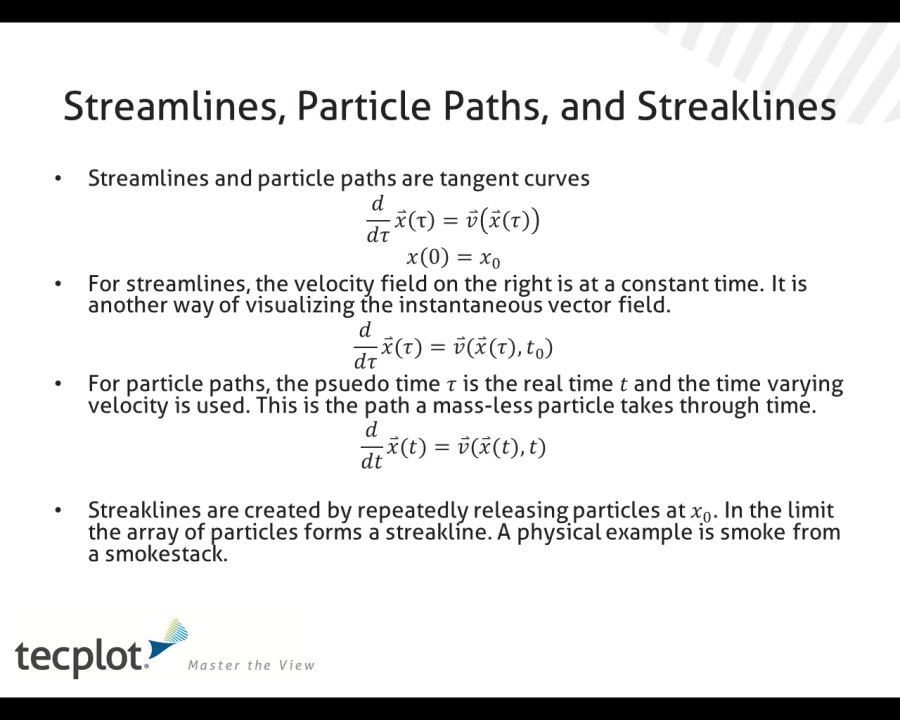 Streamlines, Particle Paths, and Streaklines
• Streamlines and particle paths are tangent curves
d/dτ x⃗(τ) = v⃗(x⃗(τ))
x(0) = x₀
• For streamlines, the velocity field on the right is at a constant time. It is
another way of visualizing the instantaneous vector field.
d/dτ x⃗(τ) = v⃗(x⃗(τ), t₀)
• For particle paths, the psuedo time τ is the real time t and the time varying
velocity is used. This is the path a mass-less particle takes through time.
d/dt x⃗(t) = v⃗(x⃗(t), t)
• Streaklines are created by repeatedly releasing particles at x₀. In the limit
the array of particles forms a streakline. A physical example is smoke from
a smokestack.
tecplot. Master the View